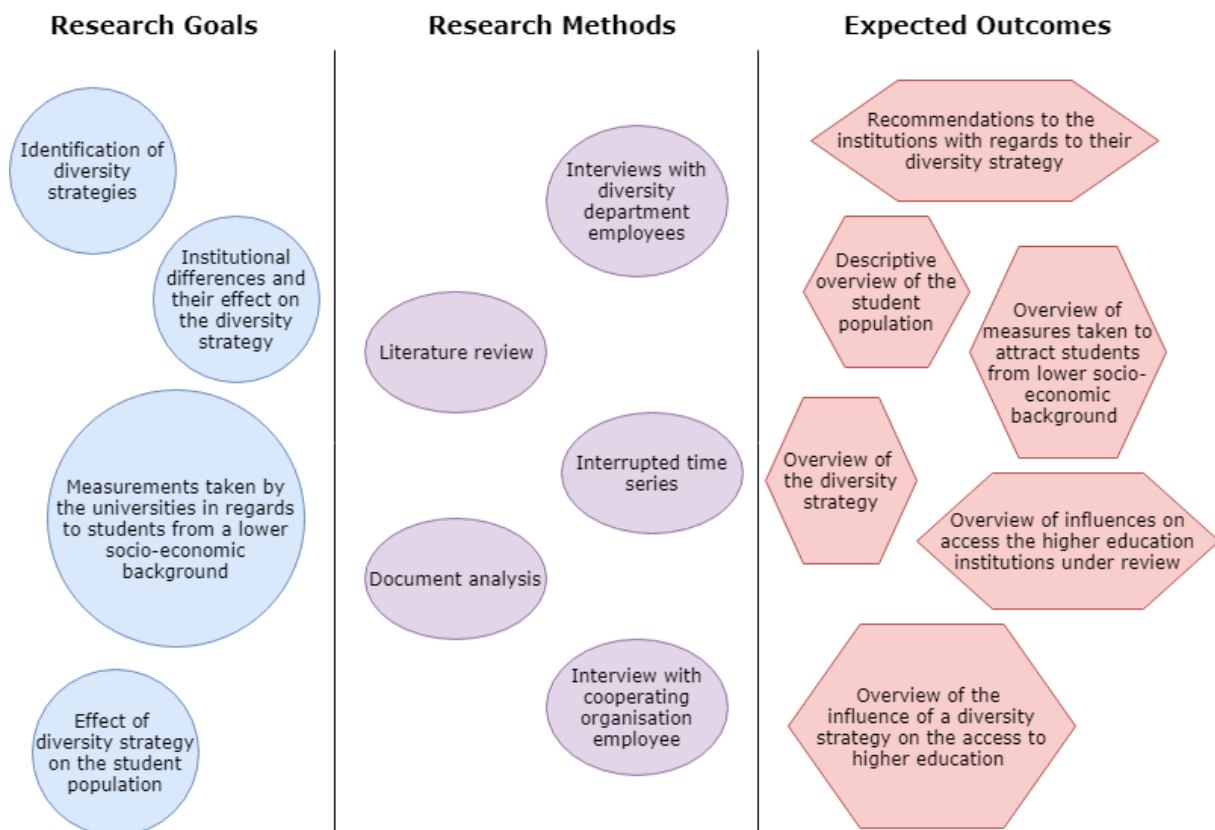 Research Goals
Identification of
diversity
strategies
Institutional
differences and
their effect on
the diversity
strategy
Measurements taken by
the universities in regards
to students from a lower
socio-economic
background
Effect of
diversity strategy
on the student
population
Research Methods
Interviews with
diversity
department
employees
Literature review
Interrupted time
series
Document analysis
Interview with
cooperating
organisation
employee
Expected Outcomes
Recommendations to the
institutions with regards to their
diversity strategy
Descriptive
overview of the
student
population
Overview of
measures taken to
attract students
from lower socio-
economic
background
Overview of
the diversity
strategy
Overview of influences on
access the higher education
institutions under review
Overview of the
influence of a diversity
strategy on the access to
higher education